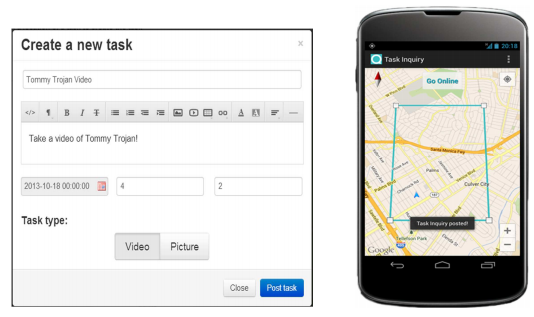 Create a new task
×
Tommy Trojan Video
</> ¶ B I T
Take a video of Tommy Trojan!
2013-10-18 00:00:00
4
2
Task type:
Video
Picture
Close
Post task
20:18
Task Inquiry
Go Online
Santa Monica Fwy
Palms
Culver City
Task Inquiry posted!
Tellefson Park
Google
+
−